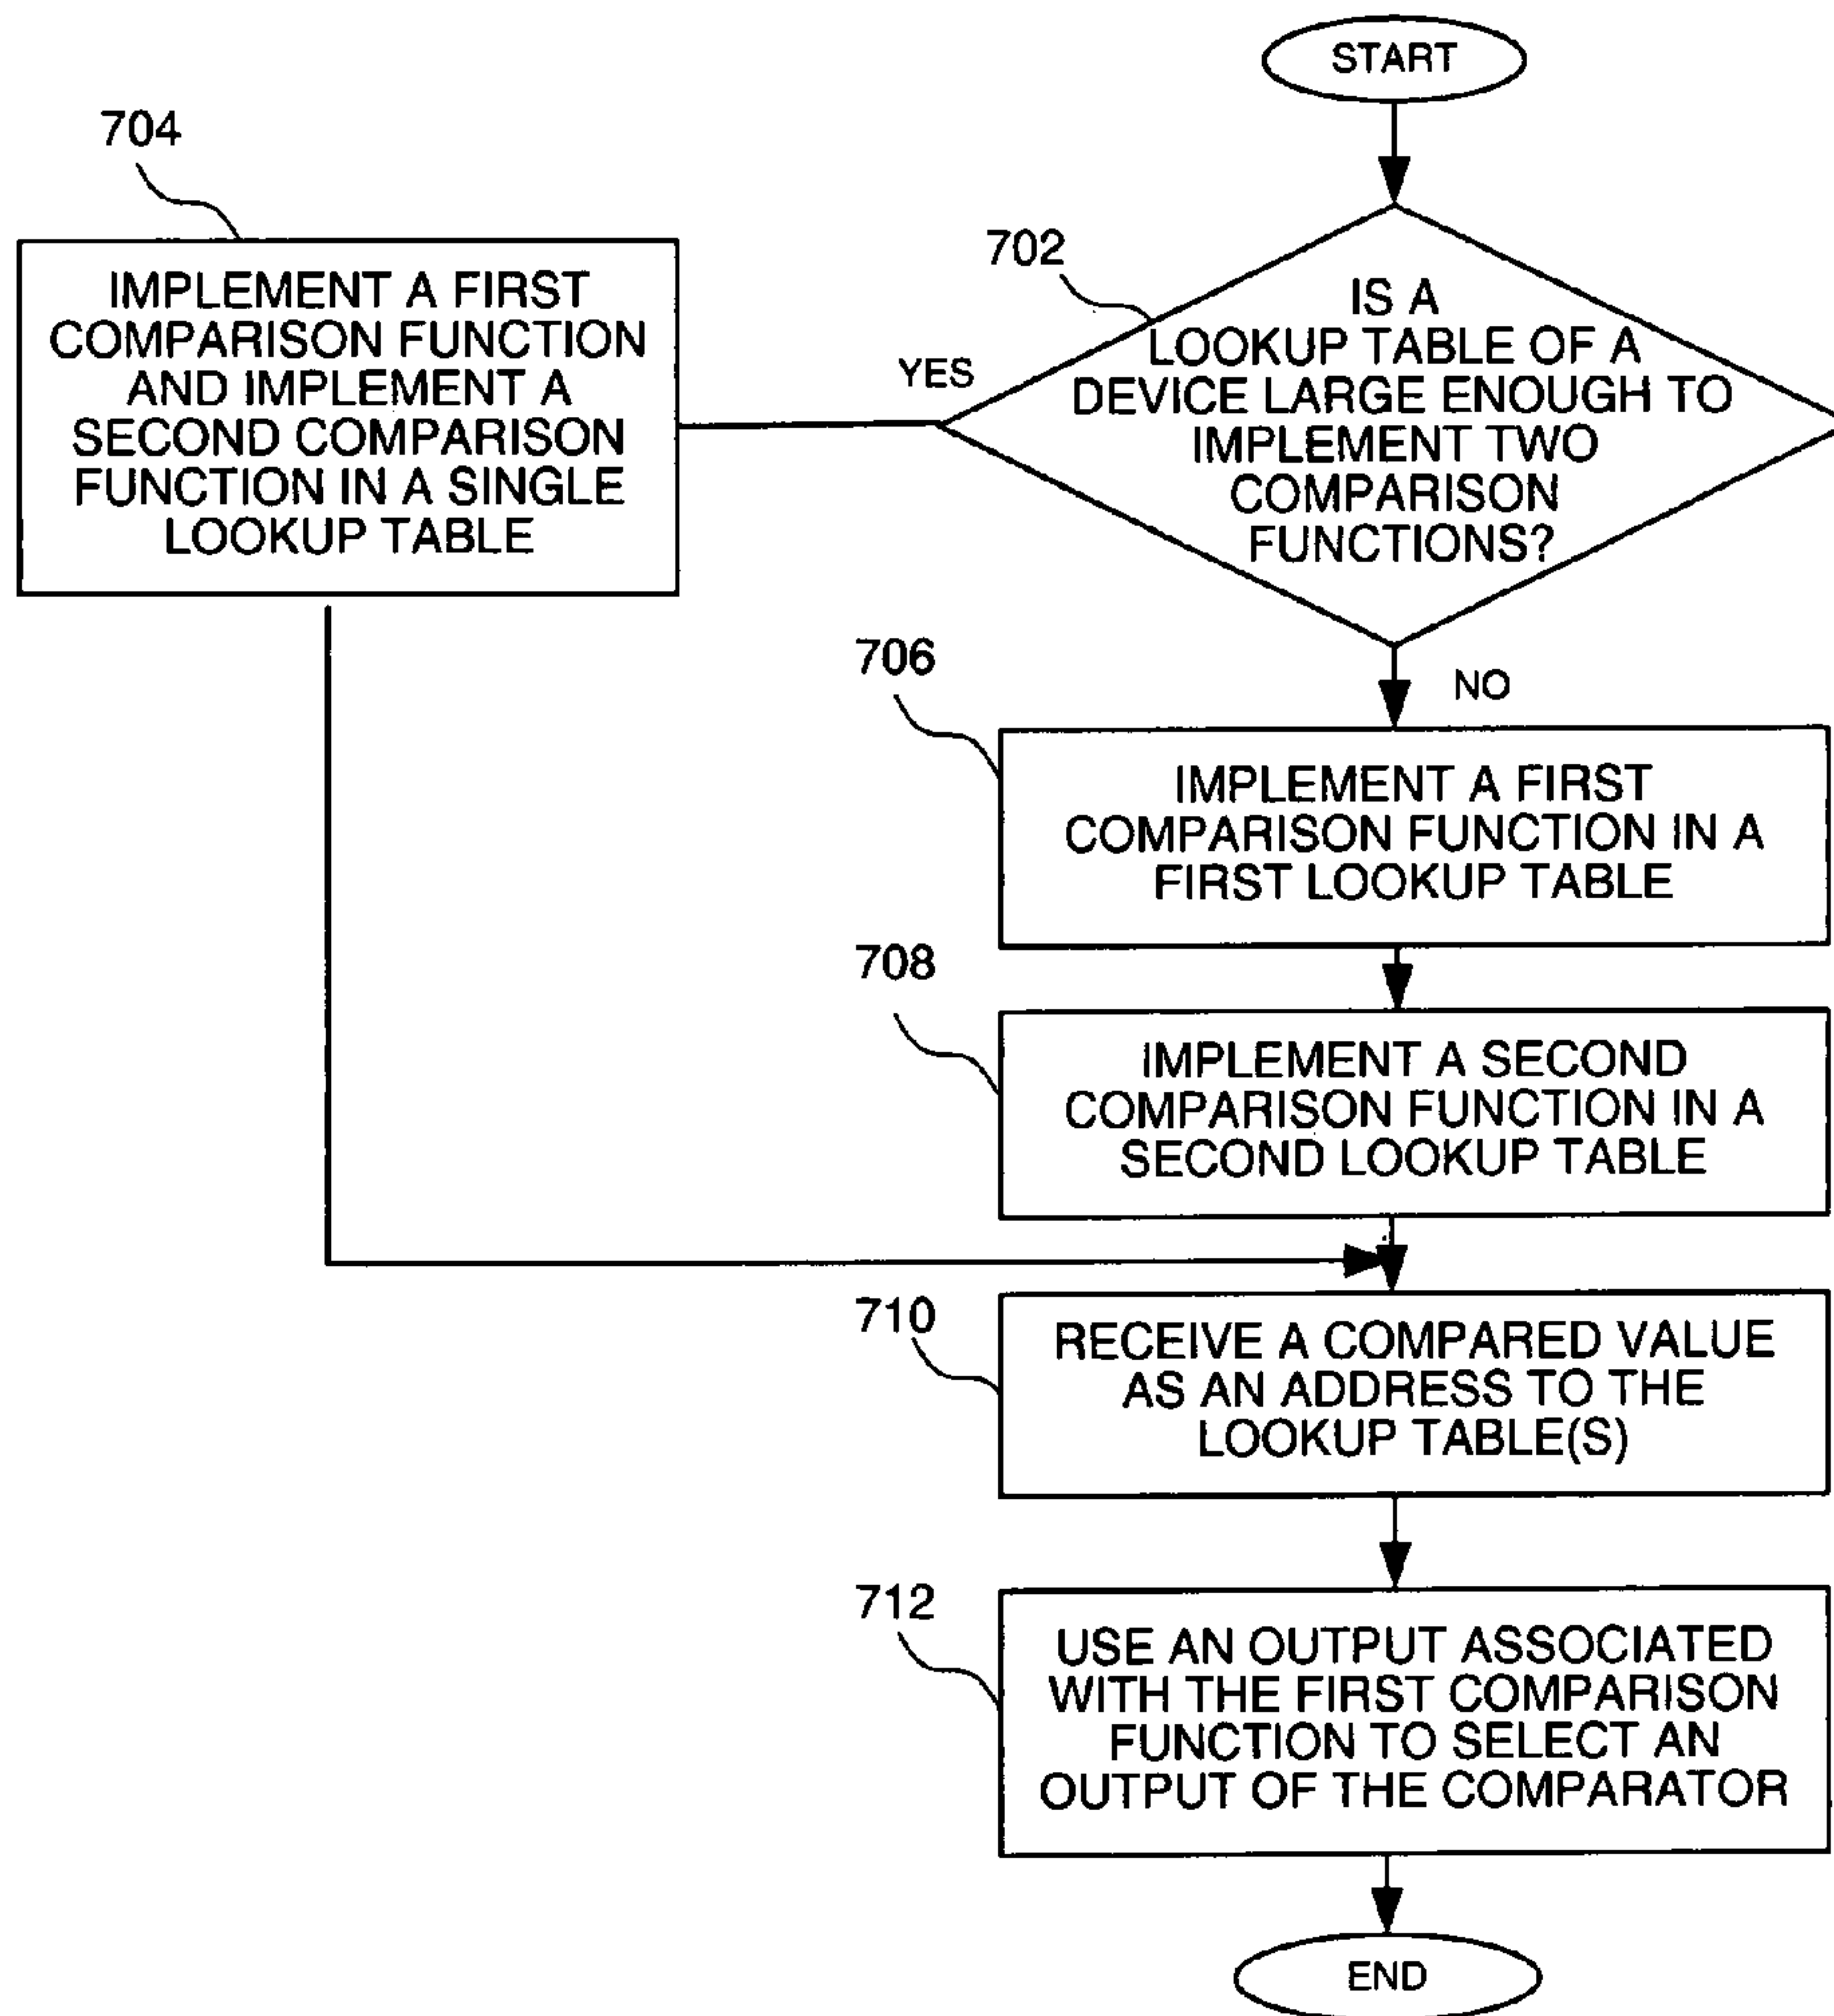 START
702
IS A
LOOKUP TABLE OF A
DEVICE LARGE ENOUGH TO
IMPLEMENT TWO
COMPARISON
FUNCTIONS?
YES
704
IMPLEMENT A FIRST
COMPARISON FUNCTION
AND IMPLEMENT A
SECOND COMPARISON
FUNCTION IN A SINGLE
LOOKUP TABLE
NO
706
IMPLEMENT A FIRST
COMPARISON FUNCTION IN A
FIRST LOOKUP TABLE
708
IMPLEMENT A SECOND
COMPARISON FUNCTION IN A
SECOND LOOKUP TABLE
710
RECEIVE A COMPARED VALUE
AS AN ADDRESS TO THE
LOOKUP TABLE(S)
712
USE AN OUTPUT ASSOCIATED
WITH THE FIRST COMPARISON
FUNCTION TO SELECT AN
OUTPUT OF THE COMPARATOR
END